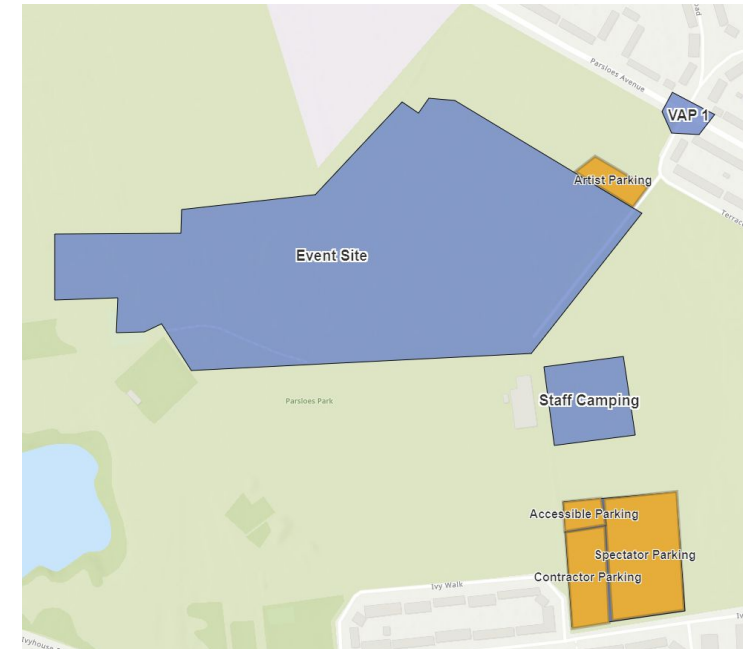 Parsloes Avenue
VAP 1
Artist Parking
Event Site
Parsloes Park
Staff Camping
Accessible Parking
Spectator Parking
Contractor Parking
Ivy Walk